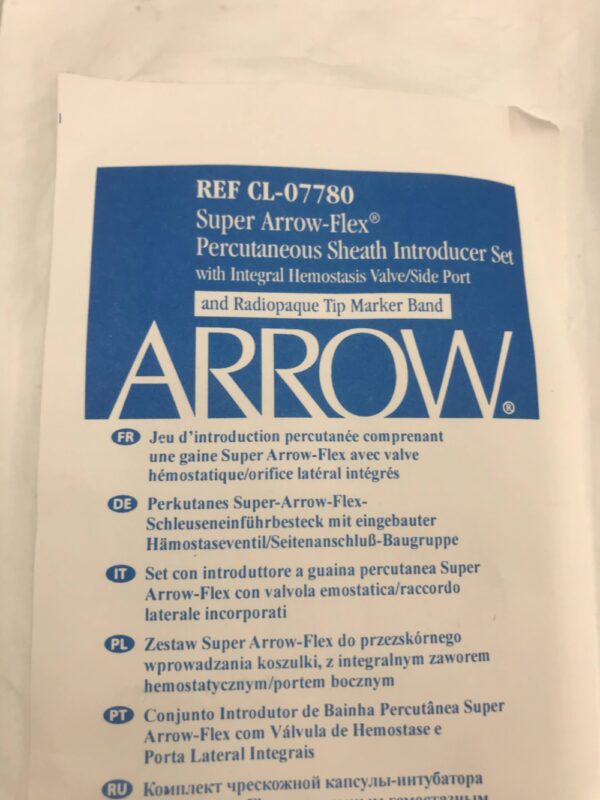 REF CL-07780
Super Arrow-Flex®
Percutaneous Sheath Introducer Set
with Integral Hemostasis Valve/Side Port
and Radiopaque Tip Marker Band
ARROW®
FR Jeu d'introduction percutanée comprenant
une gaine Super Arrow-Flex avec valve
hémostatique/orifice latéral intégrés
DE Perkutanes Super-Arrow-Flex-
Schleuseneinführbesteck mit eingebauter
Hämostaseventil/Seitenanschluß-Baugruppe
IT Set con introduttore a guaina percutanea Super
Arrow-Flex con valvola emostatica/raccordo
laterale incorporati
PL Zestaw Super Arrow-Flex do przezskórnego
wprowadzania koszulki, z integralnym zaworem
hemostatycznym/portem bocznym
PT Conjunto Introdutor de Bainha Percutânea Super
Arrow-Flex com Válvula de Hemostase e
Porta Lateral Integrais
RU Комплект чрескожной капсулы-интубатора